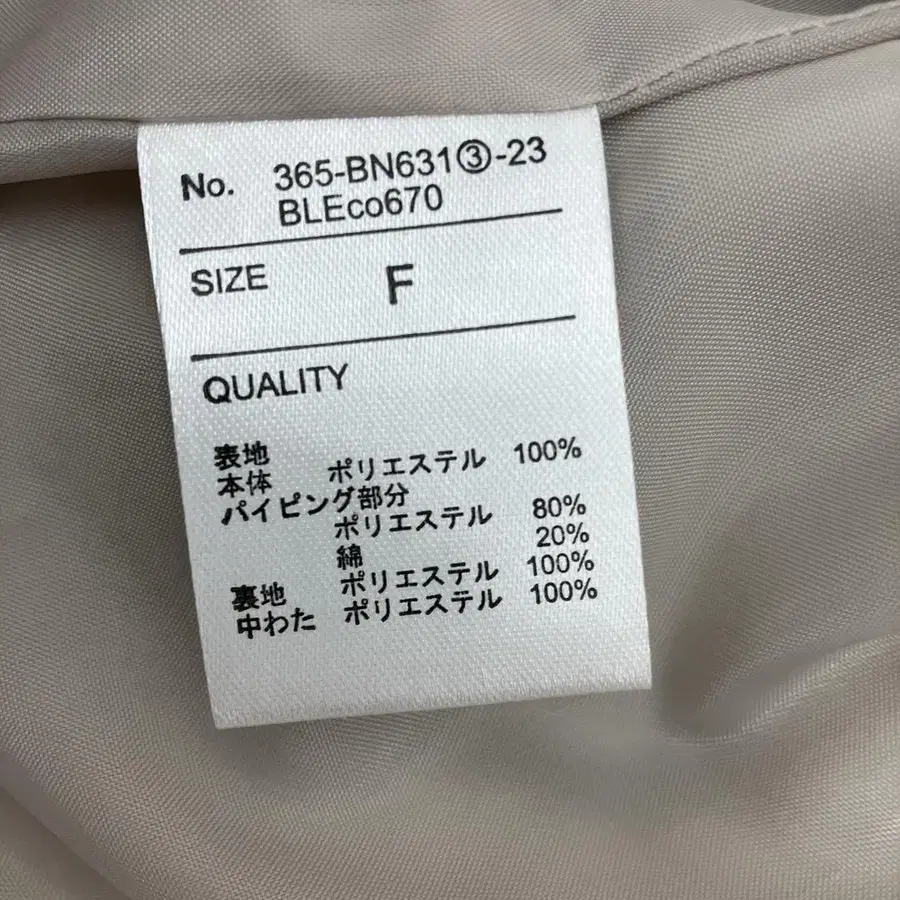 No. 365-BN631③-23
BLEco670
SIZE F
QUALITY
表地
本体 ポリエステル 100%
パイピング部分
ポリエステル 80%
綿 20%
裏地 ポリエステル 100%
中わた ポリエステル 100%